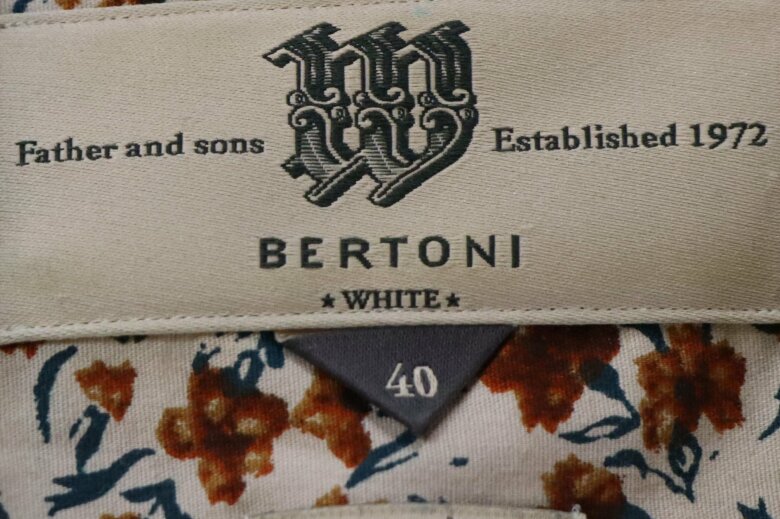 W
Father and sons
Established 1972
BERTONI
★ WHITE ★
40